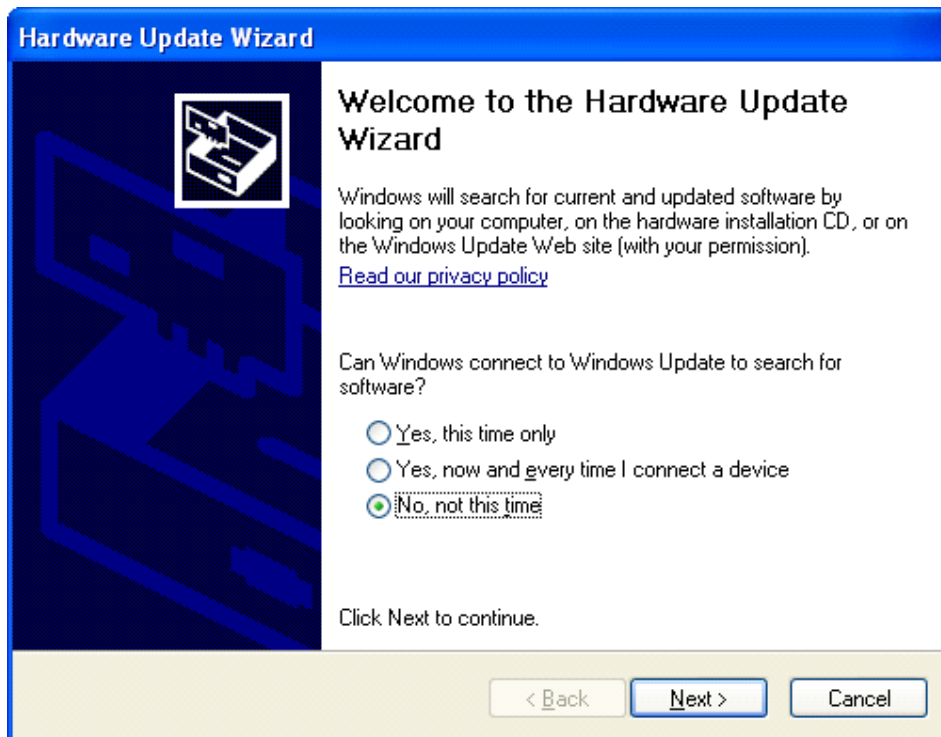 Hardware Update Wizard
Welcome to the Hardware Update
Wizard
Windows will search for current and updated software by
looking on your computer, on the hardware installation CD, or on
the Windows Update Web site (with your permission).
Read our privacy policy
Can Windows connect to Windows Update to search for
software?
Yes, this time only
Yes, now and every time I connect a device
No, not this time
Click Next to continue.
< Back
Next >
Cancel